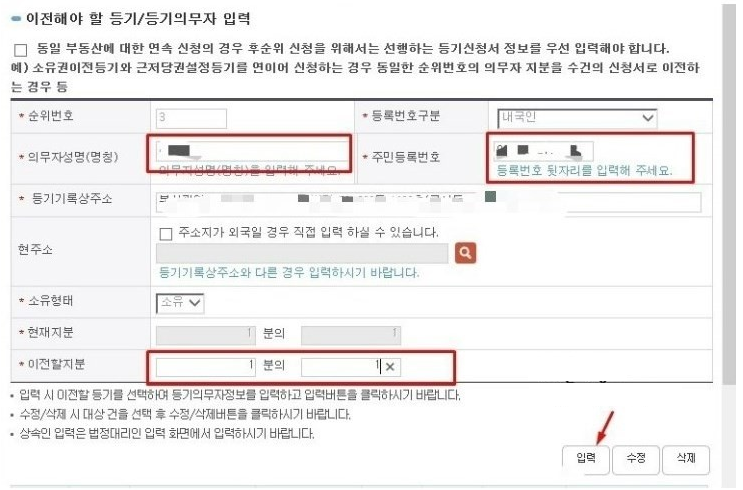 이전해야 할 등기/등기의무자 입력
동일 부동산에 대한 연속 신청의 경우 후순위 신청을 위해서는 선행하는 등기신청서 정보를 우선 입력해야 합니다.
예) 소유권이전등기와 근저당권설정등기를 연이어 신청하는 경우 동일한 순위번호의 의무자 지분을 수건의 신청서로 이전하
는 경우 등
* 순위번호 3 * 등록번호구분 내국인
* 의무자성명(명칭) * 주민등록번호
의무자성명(명칭)을 입력해 주세요. 등록번호 뒷자리를 입력해 주세요.
* 등기기록상주소
주소지가 외국일 경우 직접 입력 하실 수 있습니다.
현주소
등기기록상주소와 다른 경우 입력하시기 바랍니다.
* 소유형태 소유
* 현재지분 1 분의 1
* 이전할지분 1 분의 1
• 입력 시 이전할 등기를 선택하여 등기의무자정보를 입력하고 입력버튼을 클릭하시기 바랍니다.
• 수정/삭제 시 대상 건을 선택 후 수정/삭제버튼을 클릭하시기 바랍니다.
• 상속인 입력은 법정대리인 입력 화면에서 입력하시기 바랍니다.
입력 수정 삭제